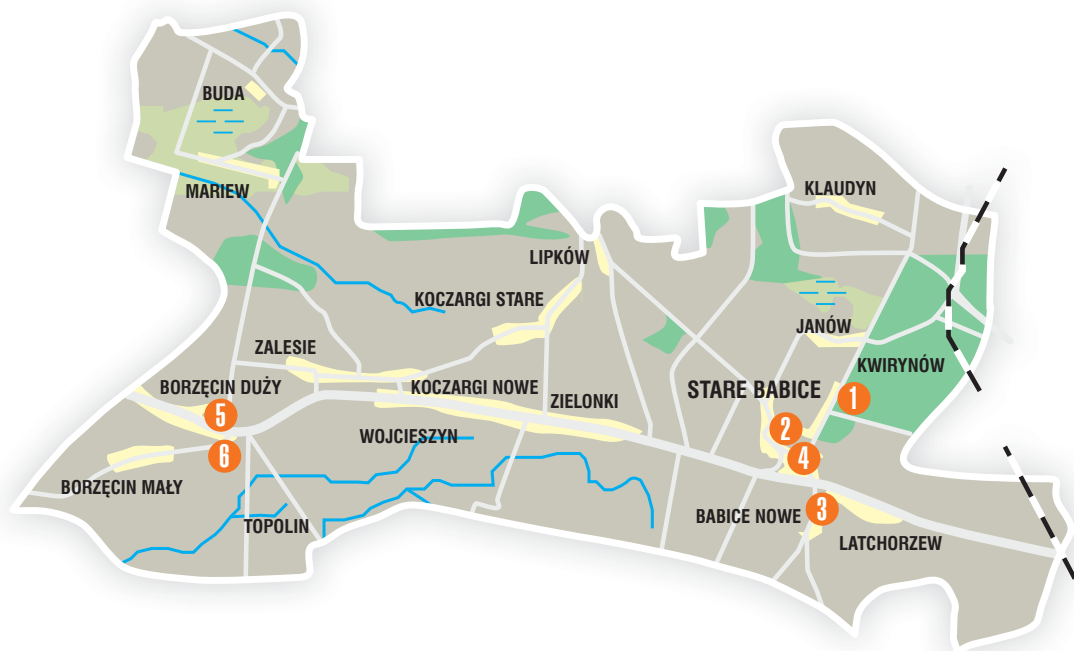 BUDA
MARIEW
KLAUDYN
LIPKÓW
KOCZARGI STARE
JANÓW
ZALESIE
KWIRYNÓW
BORZĘCIN DUŻY
KOCZARGI NOWE
STARE BABICE
1
ZIELONKI
5
2
WOJCIESZYN
6
4
BORZĘCIN MAŁY
3
BABICE NOWE
TOPOLIN
LATCHORZEW